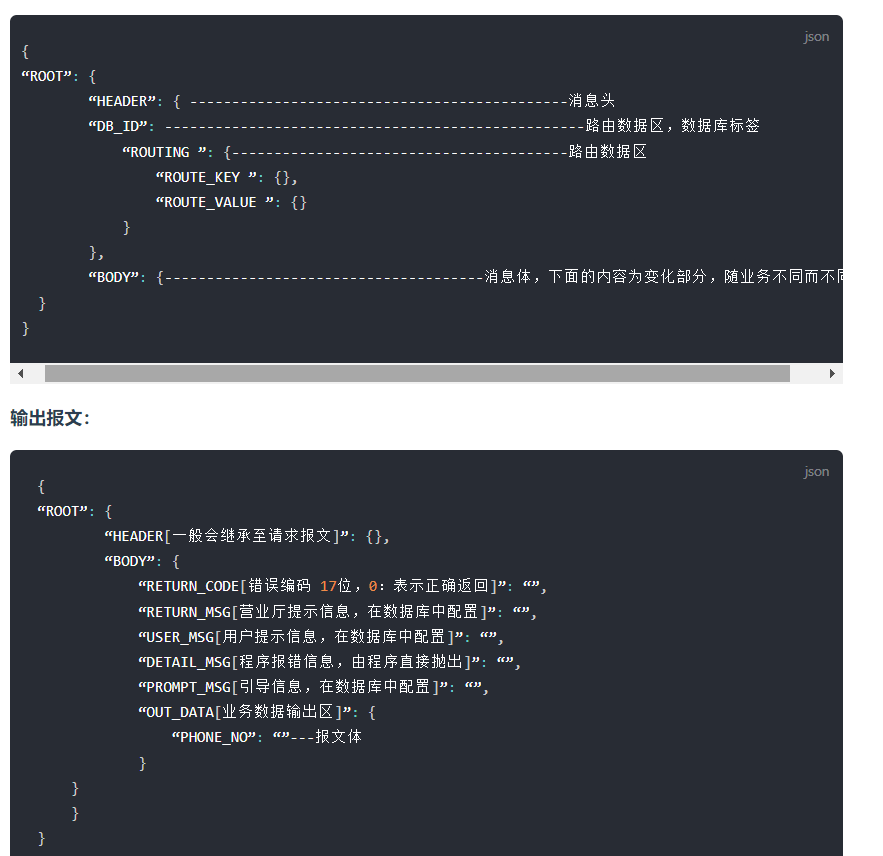 json
{
“ROOT”: {
“HEADER”: { ---------------------------------------------消息头
“DB_ID”: --------------------------------------------------路由数据区，数据库标签
“ROUTING ”: {----------------------------------------路由数据区
“ROUTE_KEY ”: {},
“ROUTE_VALUE ”: {}
}
},
“BODY”: {--------------------------------------消息体，下面的内容为变化部分，随业务不同而不同
}
}
输出报文：
json
{
“ROOT”: {
“HEADER[一般会继承至请求报文]”: {},
“BODY”: {
“RETURN_CODE[错误编码 17位，0：表示正确返回]”: “”,
“RETURN_MSG[营业厅提示信息，在数据库中配置]”: “”,
“USER_MSG[用户提示信息，在数据库中配置]”: “”,
“DETAIL_MSG[程序报错信息，由程序直接抛出]”: “”,
“PROMPT_MSG[引导信息，在数据库中配置]”: “”,
“OUT_DATA[业务数据输出区]”: {
“PHONE_NO”: “”---报文体
}
}
}
}